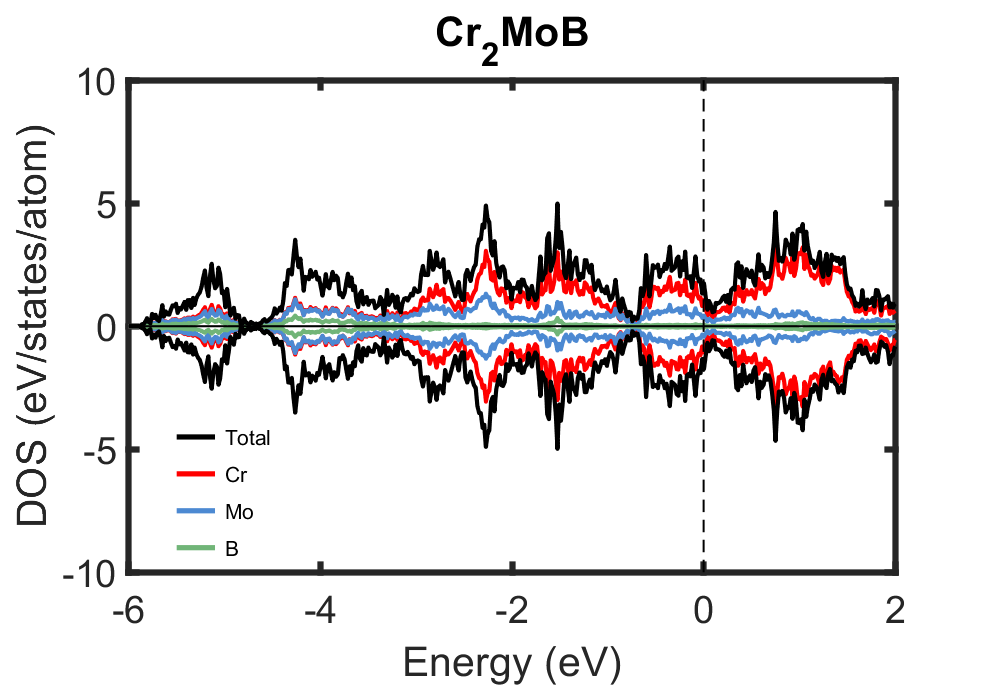 Cr2MoB
10
5
0
-5
-10
DOS (eV/states/atom)
Total
Cr
Mo
B
-6 -4 -2 0 2
Energy (eV)